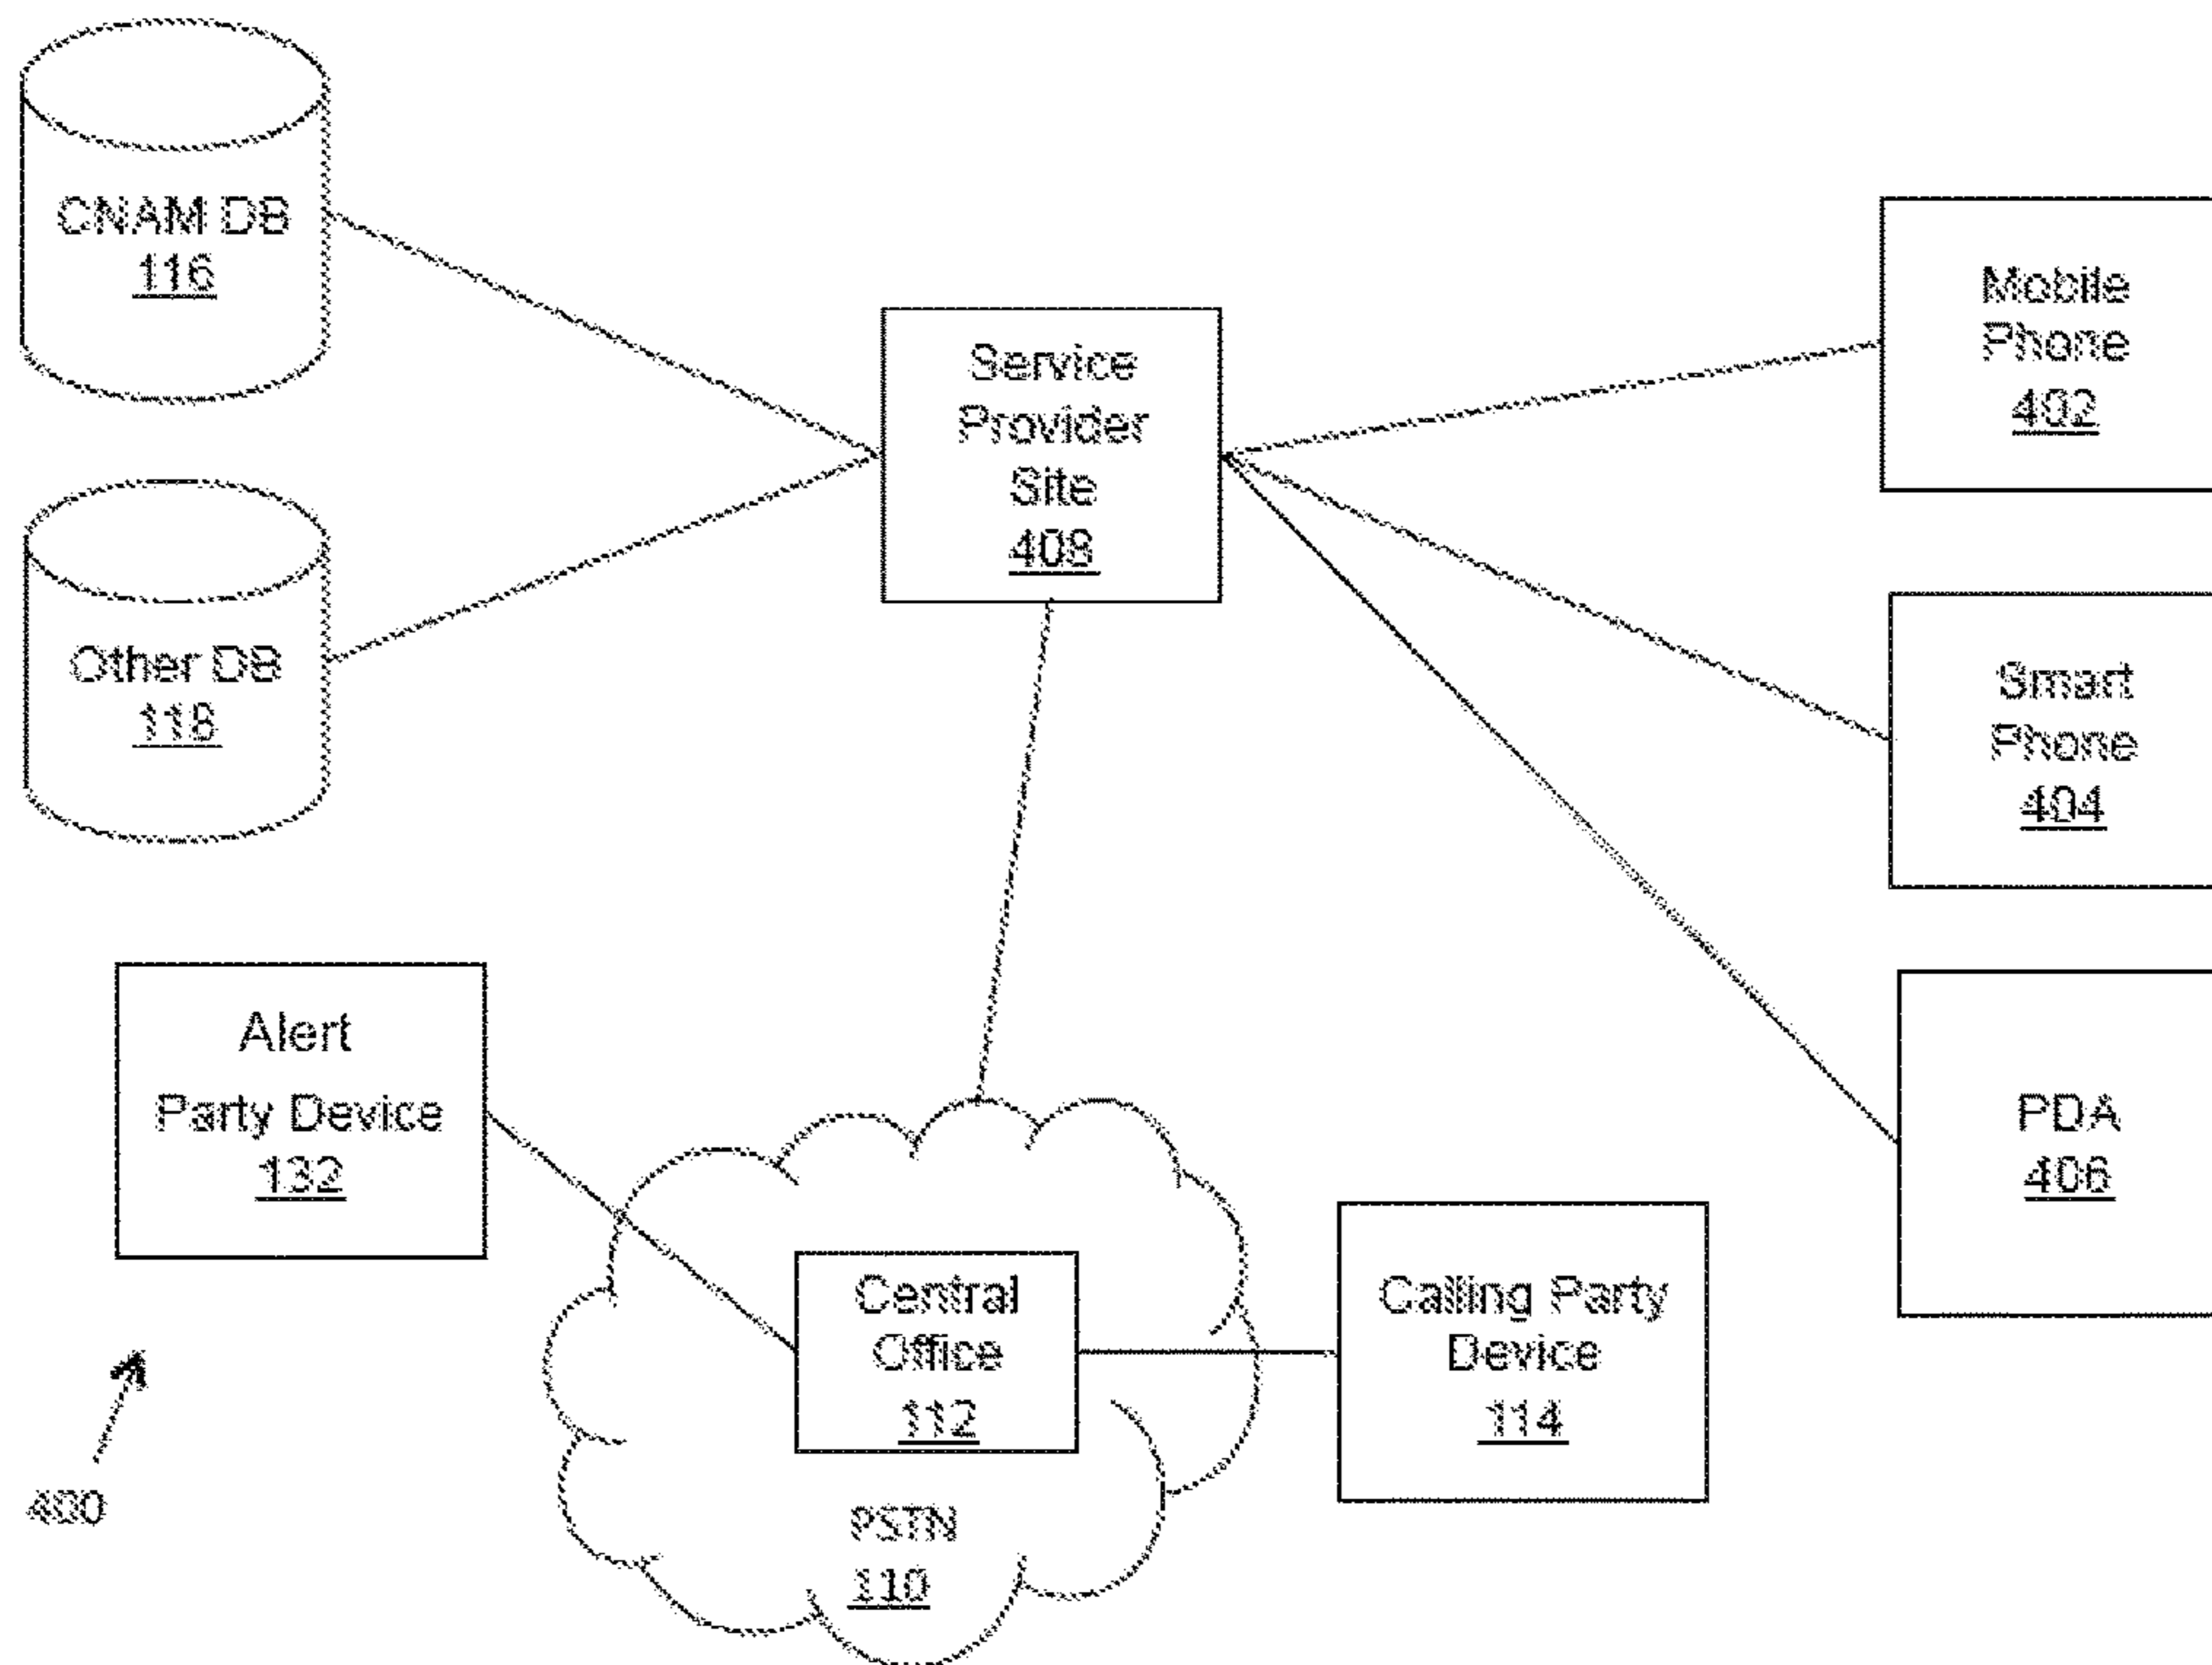 CNAM DB
116
Other DB
118
Service
Provider
Site
408
Mobile
Phone
402
Smart
Phone
404
PDA
406
Alert
Party Device
132
Central
Office
112
PSTN
110
Calling Party
Device
114
400